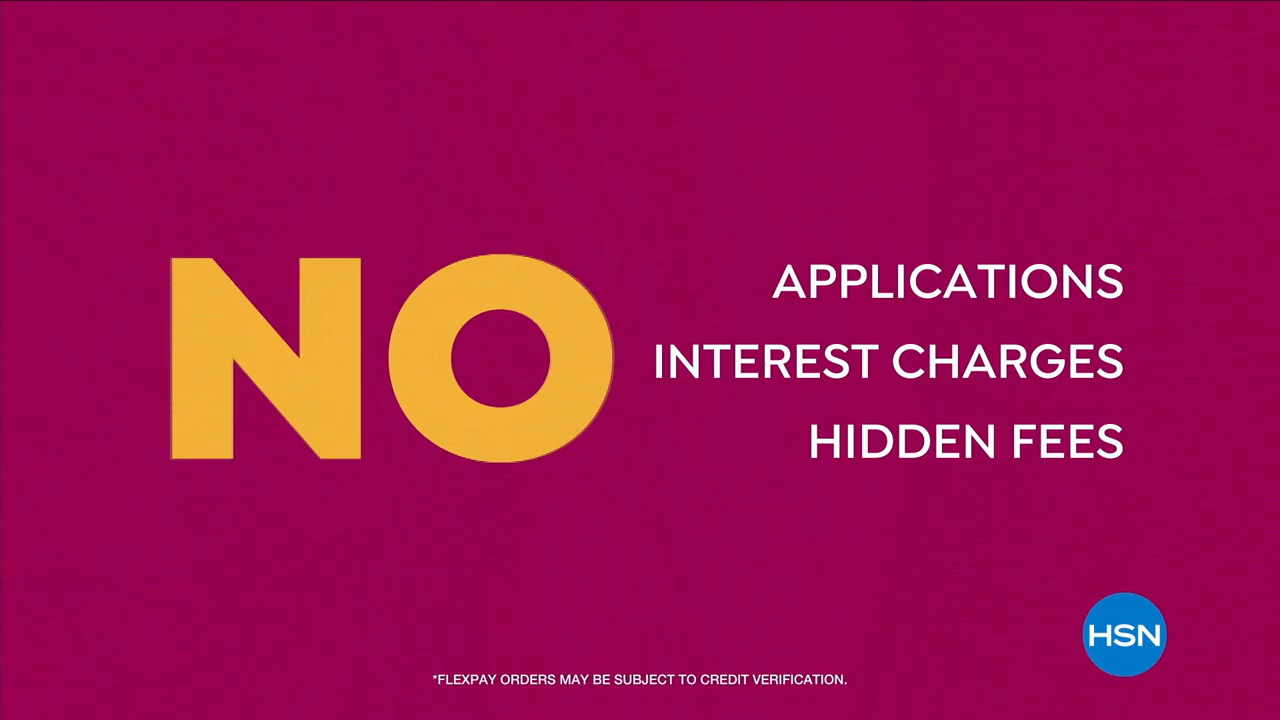 NO
APPLICATIONS
INTEREST CHARGES
HIDDEN FEES
HSN
*FLEXPAY ORDERS MAY BE SUBJECT TO CREDIT VERIFICATION.